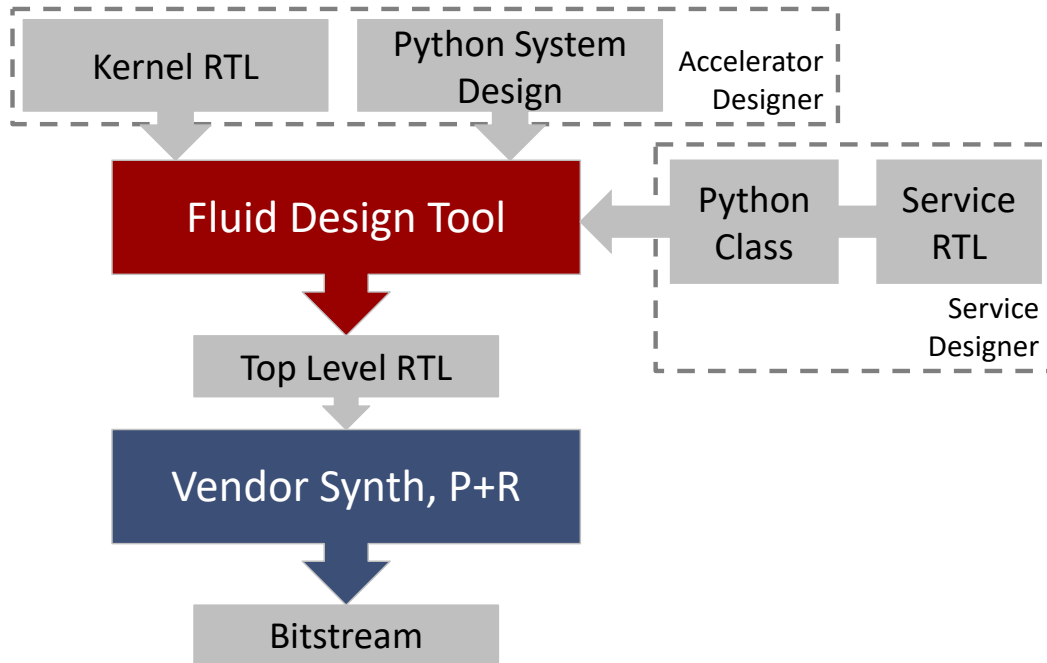 Kernel RTL
Python System
Design
Accelerator
Designer
Fluid Design Tool
Python
Class
Service
RTL
Service
Designer
Top Level RTL
Vendor Synth, P+R
Bitstream